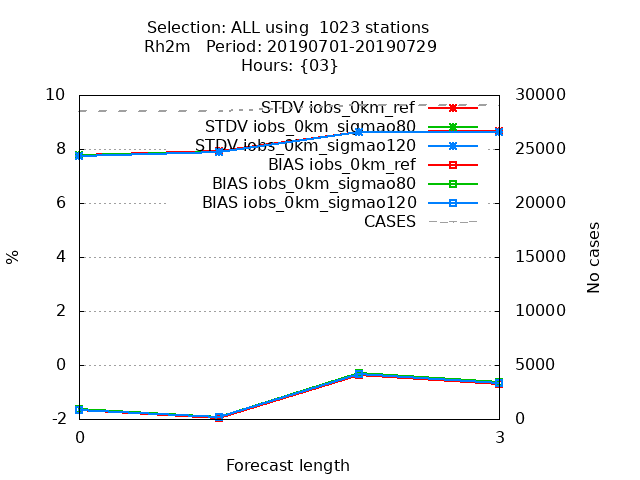 Selection: ALL using  1023 stations
Rh2m   Period: 20190701-20190729
Hours: {03}
10
8
6
4
2
0
-2
%
STDV iobs_0km_ref
STDV iobs_0km_sigmao80
STDV iobs_0km_sigmao120
BIAS iobs_0km_ref
BIAS iobs_0km_sigmao80
BIAS iobs_0km_sigmao120
CASES
30000
25000
20000
15000
10000
5000
0
No cases
0
3
Forecast length